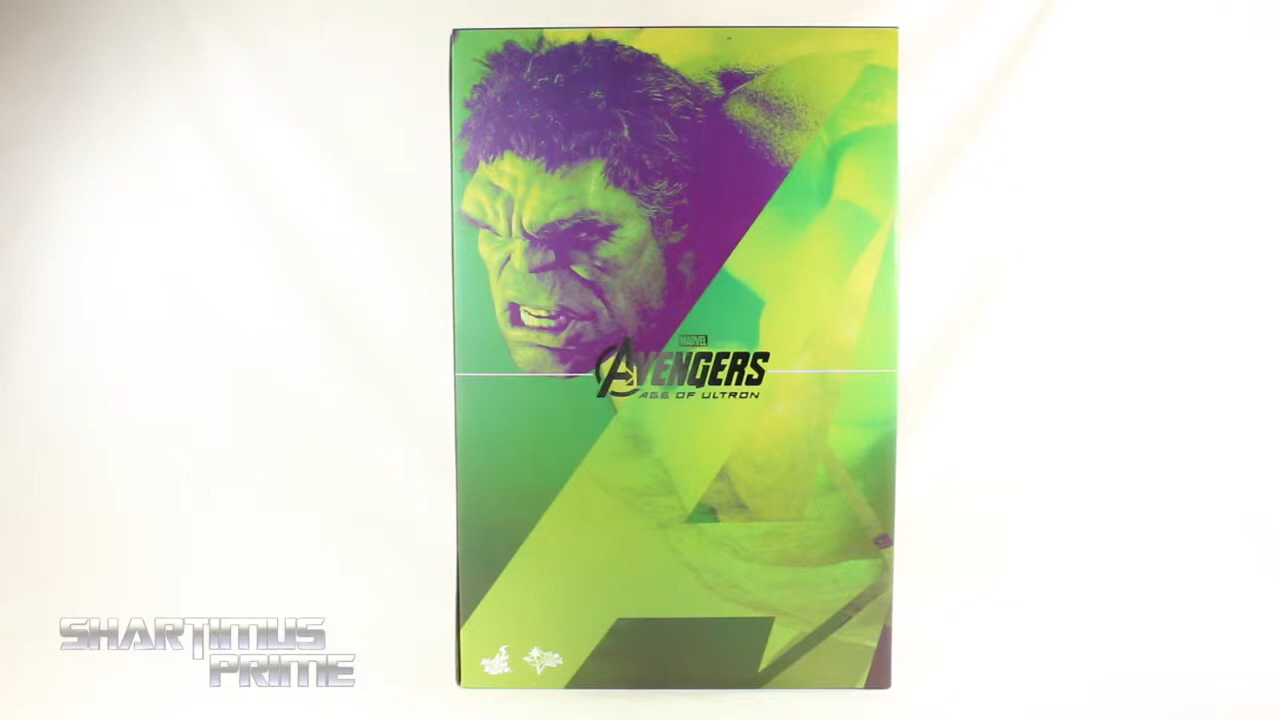 MARVEL
AVENGERS
AGE OF ULTRON
SHARTIMUS
PRIME